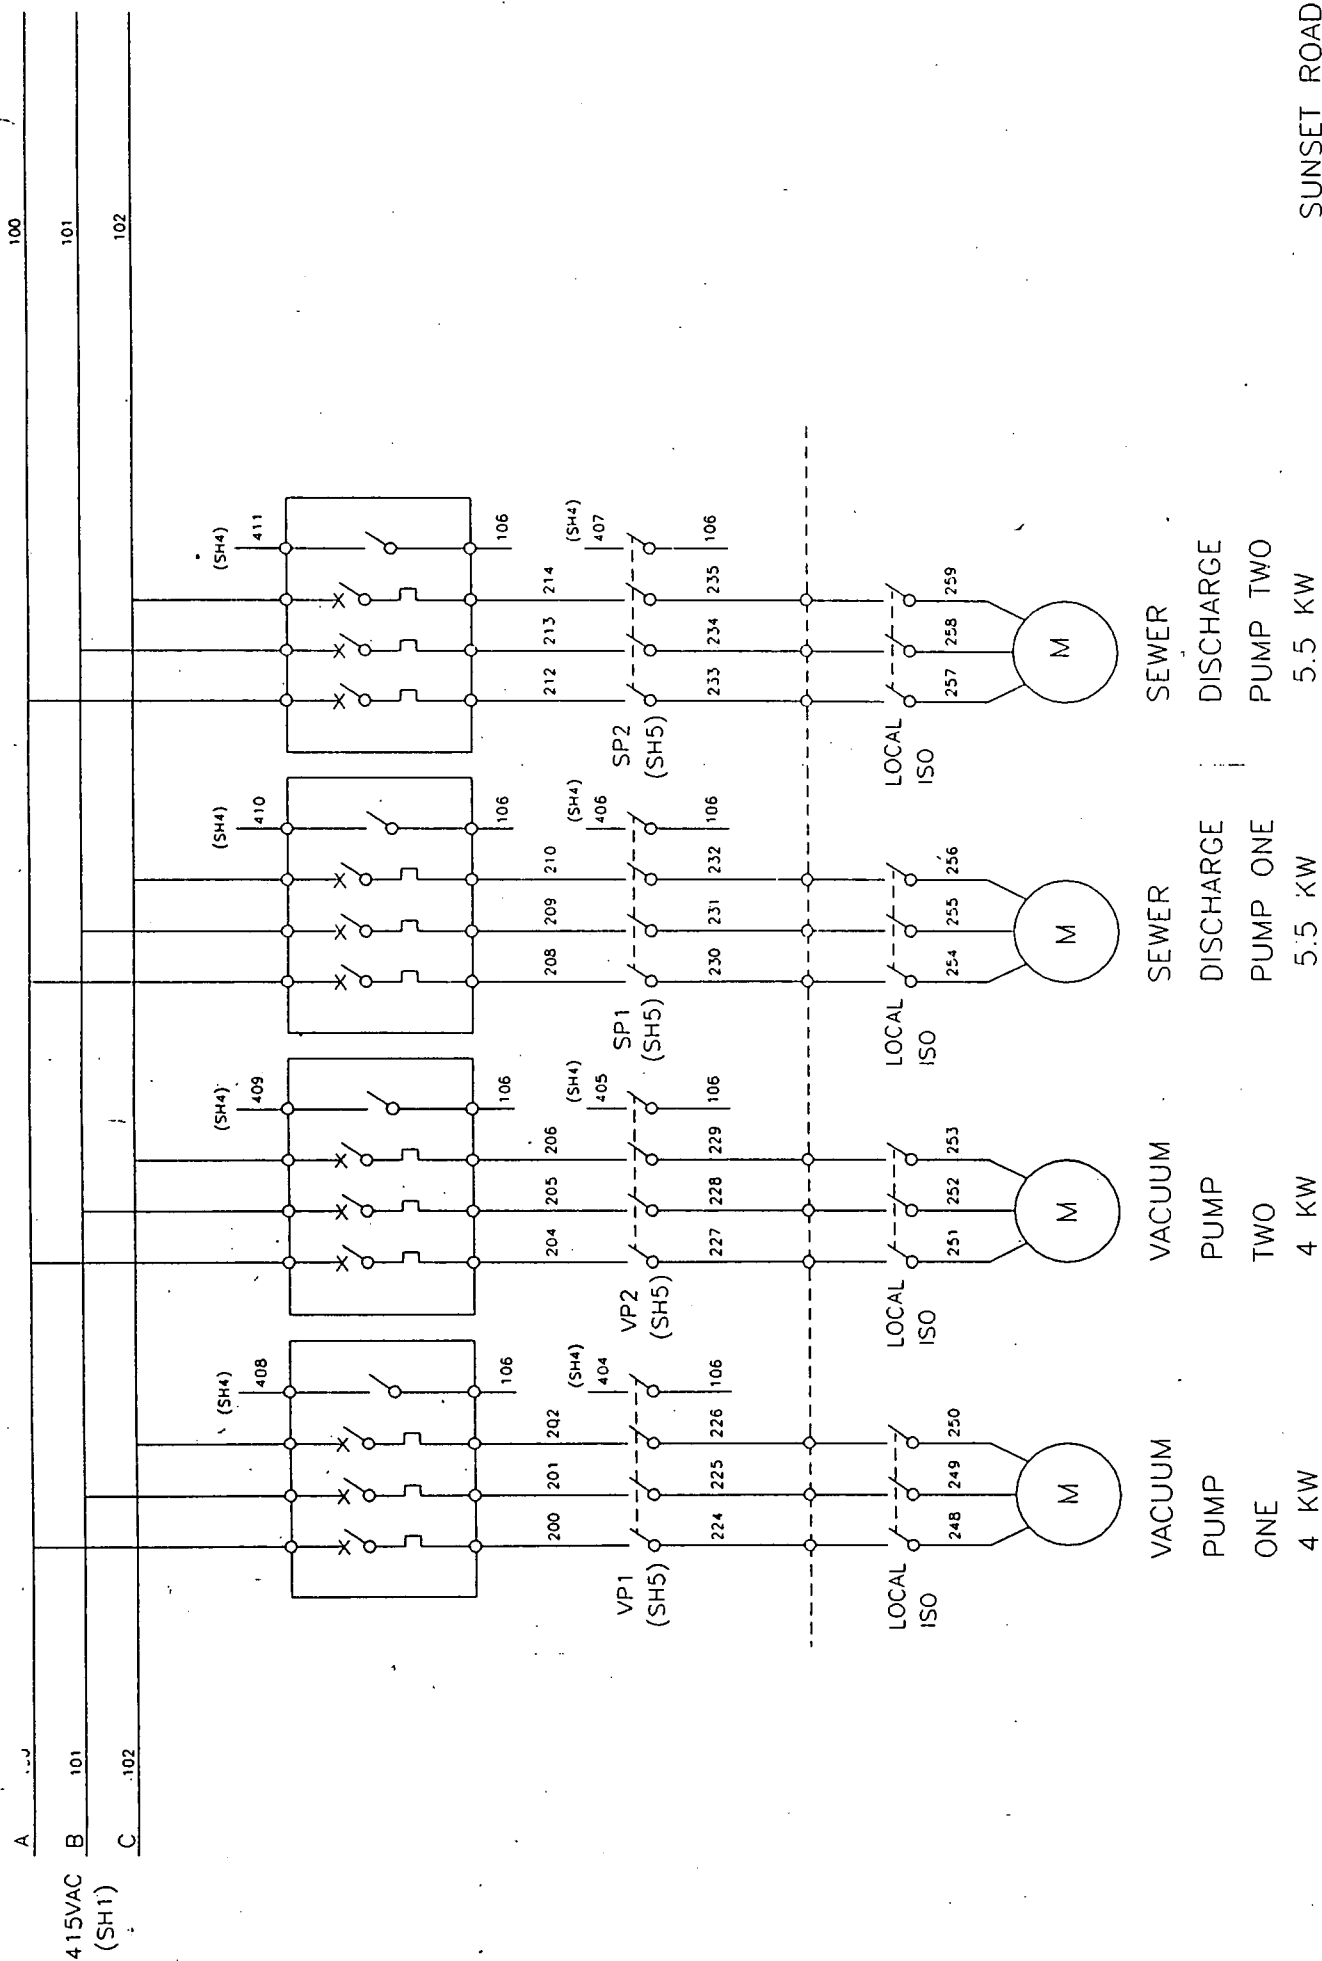 A
100
B 101 101
415VAC
(SH1)
C 102 102
(SH4) (SH4) (SH4) (SH4)
408 409 410 411
106 106 106 106
200 201 202 204 205 206 208 209 210 212 213 214
(SH4) (SH4) (SH4) (SH4)
404 405 406 407
VP1 VP2 SP1 SP2
(SH5) (SH5) (SH5) (SH5)
224 225 226 106 227 228 229 106 230 231 232 106 233 234 235 106
LOCAL LOCAL LOCAL LOCAL
ISO ISO ISO ISO
248 249 250 251 252 253 254 255 256 257 258 259
M M M M
VACUUM VACUUM SEWER SEWER
PUMP PUMP DISCHARGE DISCHARGE
ONE TWO PUMP ONE PUMP TWO
4 KW 4 KW 5.5 KW 5.5 KW
SUNSET ROAD